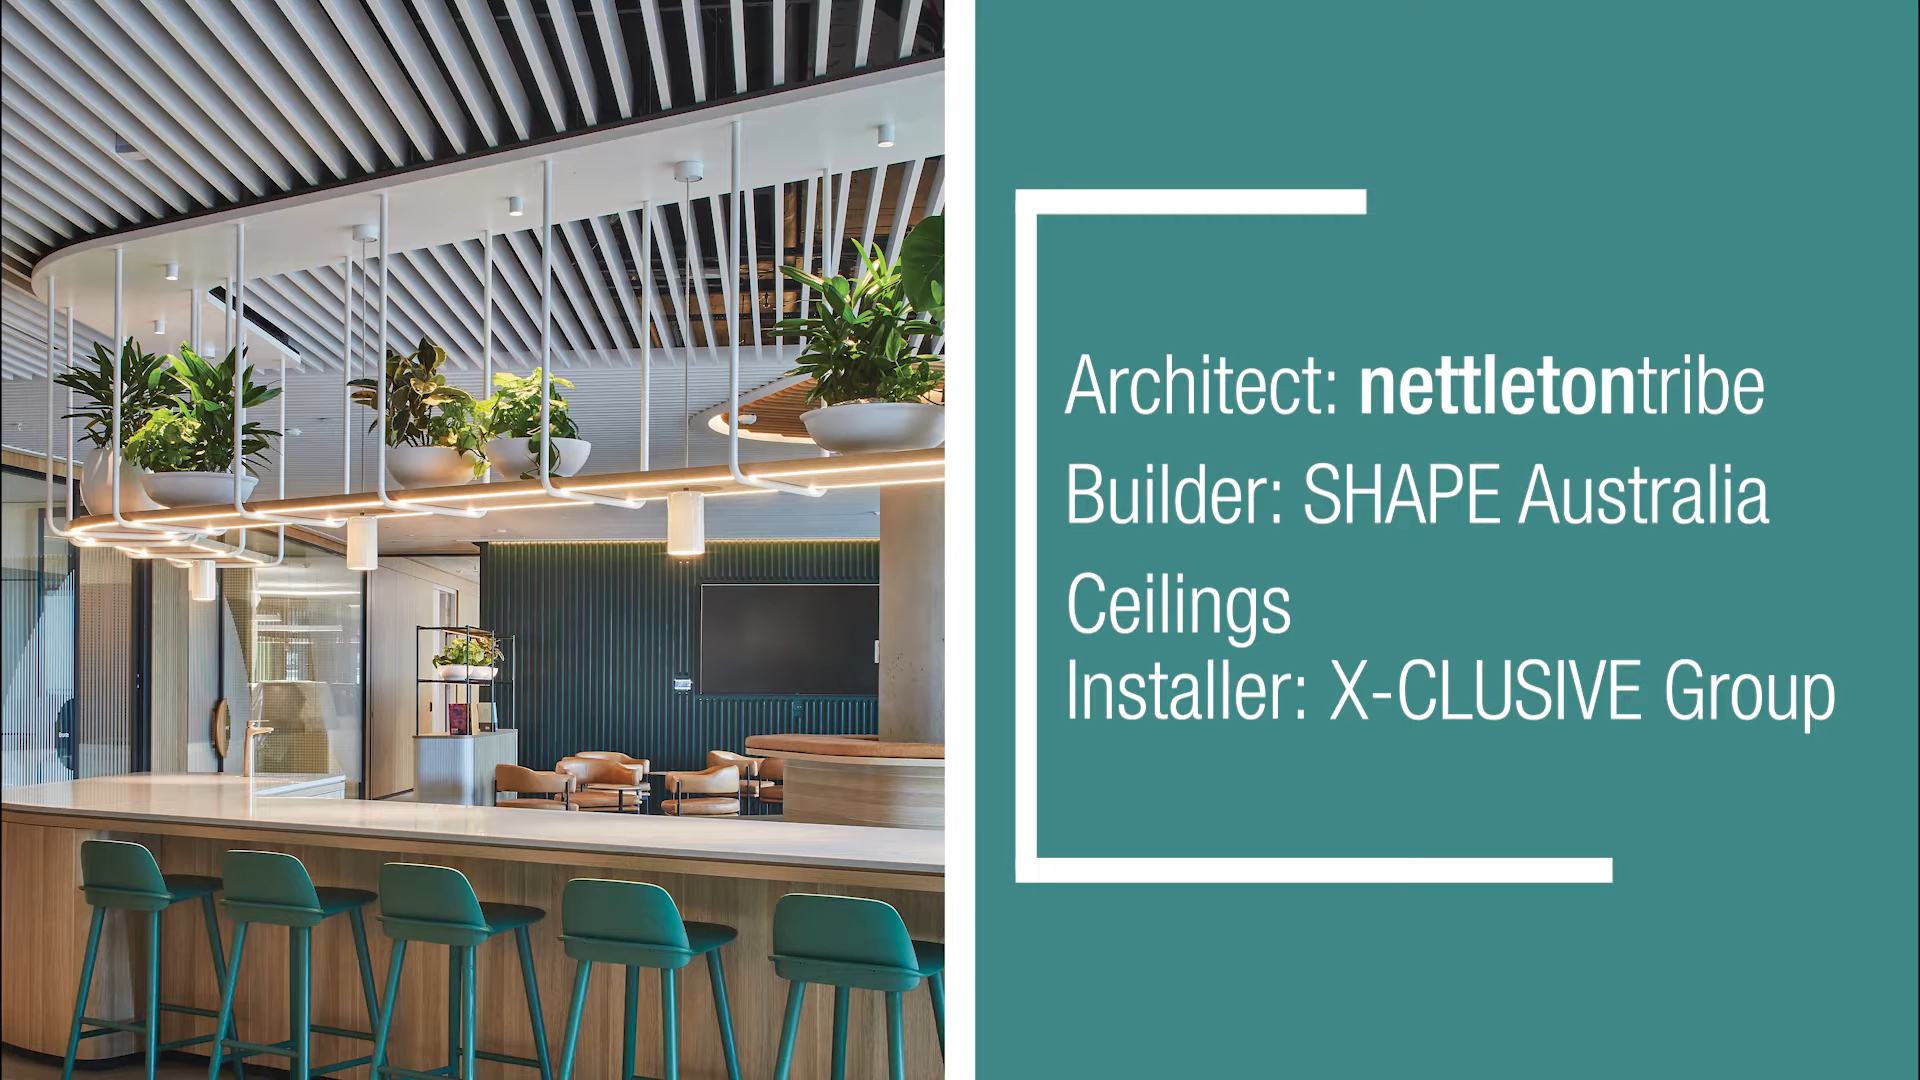 Architect: nettletontribe
Builder: SHAPE Australia
Ceilings
Installer: X-CLUSIVE Group